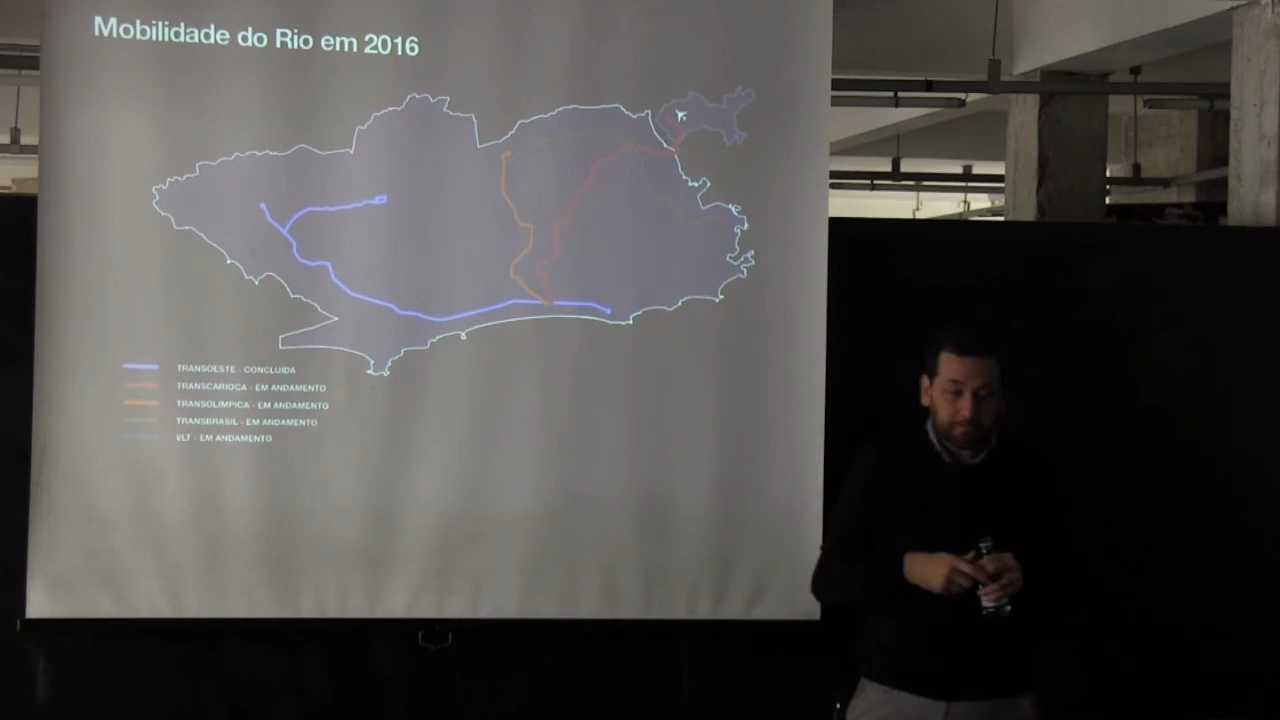 Mobilidade do Rio em 2016
TRANSOESTE - CONCLUIDA
TRANSCARIOCA - EM ANDAMENTO
TRANSOLIMPICA - EM ANDAMENTO
TRANSBRASIL - EM ANDAMENTO
VLT - EM ANDAMENTO